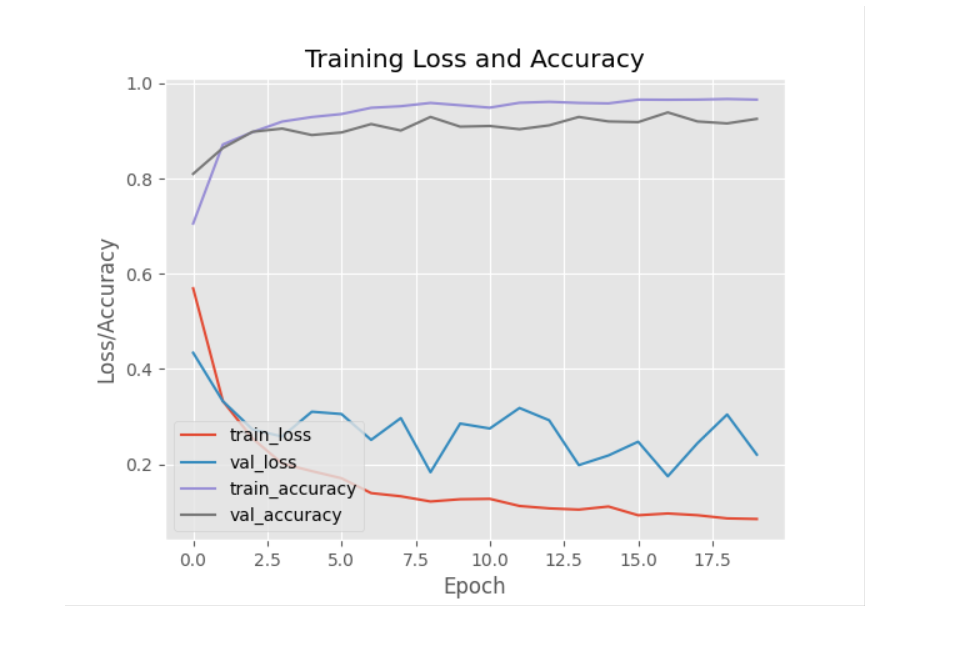 Training Loss and Accuracy
1.0
0.8
0.6
0.4
0.2
Loss/Accuracy
train_loss
val_loss
train_accuracy
val_accuracy
0.0 2.5 5.0 7.5 10.0 12.5 15.0 17.5
Epoch